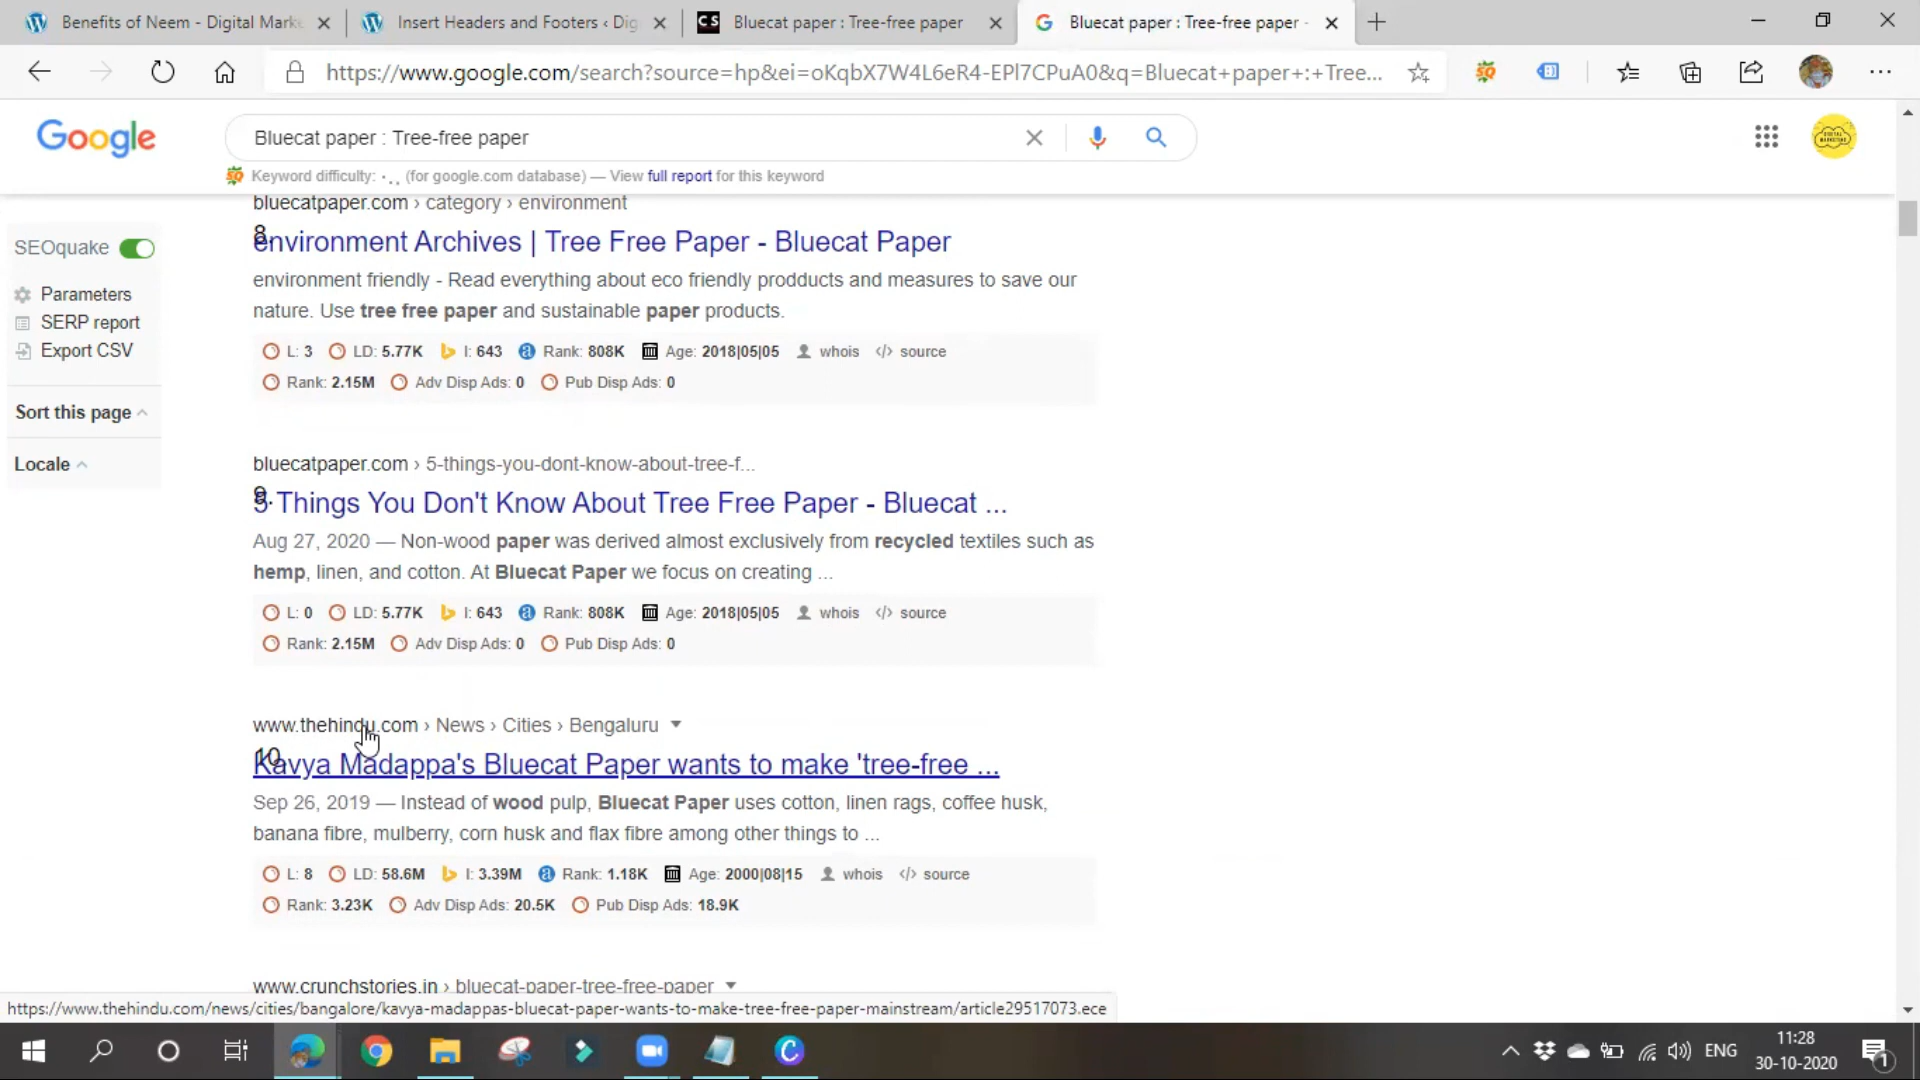 Benefits of Neem - Digital Marke
Insert Headers and Footers ‹ Dig
CS Bluecat paper : Tree-free paper
Bluecat paper : Tree-free paper -
https://www.google.com/search?source=hp&ei=oKqbX7W4L6eR4-EPl7CPuA0&q=Bluecat+paper+:+Tree...
Google
Bluecat paper : Tree-free paper
Keyword difficulty: (for google.com database) — View full report for this keyword
SEOquake
Parameters
SERP report
Export CSV
Sort this page
Locale
bluecatpaper.com › category › environment
8.
environment Archives | Tree Free Paper - Bluecat Paper
environment friendly - Read everything about eco friendly prodducts and measures to save our
nature. Use tree free paper and sustainable paper products.
L: 3 LD: 5.77K I: 643 Rank: 808K Age: 2018|05|05 whois source
Rank: 2.15M Adv Disp Ads: 0 Pub Disp Ads: 0
bluecatpaper.com › 5-things-you-dont-know-about-tree-f...
9.
5 Things You Don't Know About Tree Free Paper - Bluecat ...
Aug 27, 2020 — Non-wood paper was derived almost exclusively from recycled textiles such as
hemp, linen, and cotton. At Bluecat Paper we focus on creating ...
L: 0 LD: 5.77K I: 643 Rank: 808K Age: 2018|05|05 whois source
Rank: 2.15M Adv Disp Ads: 0 Pub Disp Ads: 0
www.thehindu.com › News › Cities › Bengaluru
10.
Kavya Madappa's Bluecat Paper wants to make 'tree-free ...
Sep 26, 2019 — Instead of wood pulp, Bluecat Paper uses cotton, linen rags, coffee husk,
banana fibre, mulberry, corn husk and flax fibre among other things to ...
L: 8 LD: 58.6M I: 3.39M Rank: 1.18K Age: 2000|08|15 whois source
Rank: 3.23K Adv Disp Ads: 20.5K Pub Disp Ads: 18.9K
www.crunchstories.in › bluecat-paper-tree-free-paper
https://www.thehindu.com/news/cities/bangalore/kavya-madappas-bluecat-paper-wants-to-make-tree-free-paper-mainstream/article29517073.ece
ENG
11:28
30-10-2020
1